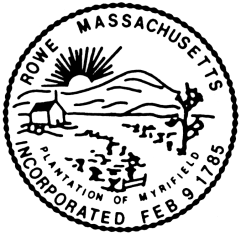 ROWE MASSACHUSETTS
PLANTATION OF MYRIFIELD
INCORPORATED FEB 9 1785